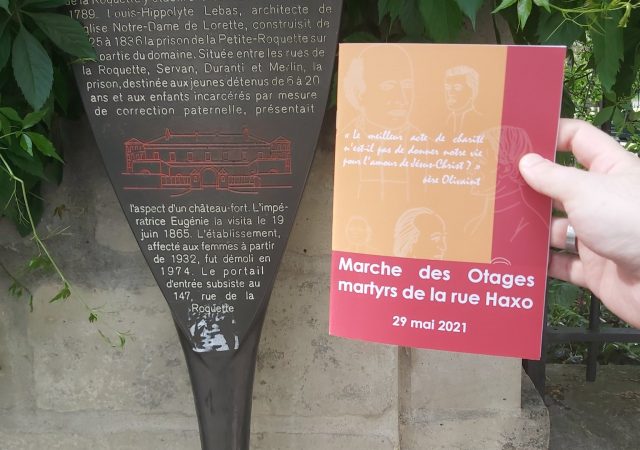 de la Roquette
1789. Louis-Hippolyte Lebas, architecte de
église Notre-Dame de Lorette, construisit de
25 à 1836 la prison de la Petite-Roquette sur
partie du domaine. Située entre les rues de
la Roquette, Servan, Duranti et Merlin, la
prison, destinée aux jeunes détenus de 6 à 20
ans et aux enfants incarcérés par mesure
de correction paternelle, présentait
l'aspect d'un château-fort. L'impé-
ratrice Eugénie la visita le 19
juin 1865. L'établissement,
affecté aux femmes à partir
de 1932, fut démoli en
1974. Le portail
d'entrée subsiste au
147, rue de la
Roquette
« Le meilleur acte de charité
n'est-il pas de donner notre vie
pour l'amour de Jésus-Christ ? »
père Olivaint
Marche des Otages
martyrs de la rue Haxo
29 mai 2021